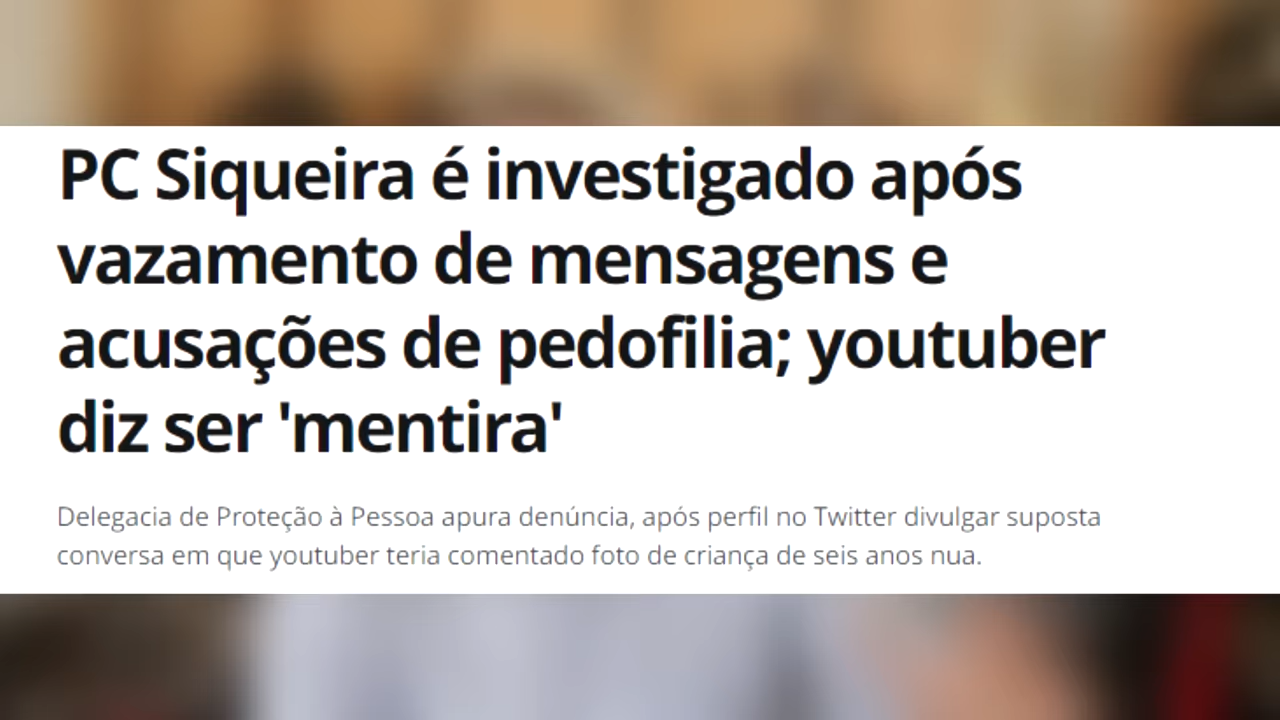 PC Siqueira é investigado após
vazamento de mensagens e
acusações de pedofilia; youtuber
diz ser 'mentira'
Delegacia de Proteção à Pessoa apura denúncia, após perfil no Twitter divulgar suposta
conversa em que youtuber teria comentado foto de criança de seis anos nua.